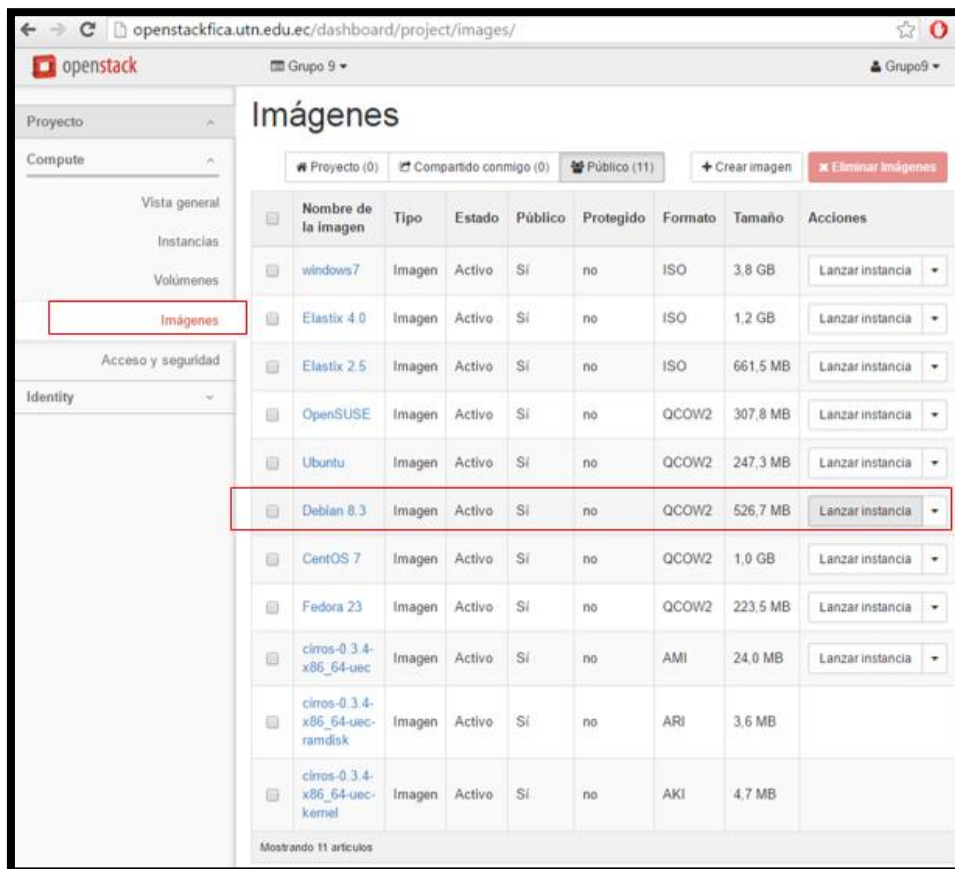 openstackfica.utn.edu.ec/dashboard/project/images/
openstack
Grupo 9
Grupo9
Proyecto
Compute
Vista general
Instancias
Volúmenes
Imágenes
Acceso y seguridad
Identity
Imágenes
Proyecto (0) Compartido conmigo (0) Público (11) + Crear imagen Eliminar Imágenes
Nombre de la imagen Tipo Estado Público Protegido Formato Tamaño Acciones
windows7 Imagen Activo Sí no ISO 3,8 GB Lanzar instancia
Elastix 4.0 Imagen Activo Sí no ISO 1,2 GB Lanzar instancia
Elastix 2.5 Imagen Activo Sí no ISO 661,5 MB Lanzar instancia
OpenSUSE Imagen Activo Sí no QCOW2 307,8 MB Lanzar instancia
Ubuntu Imagen Activo Sí no QCOW2 247,3 MB Lanzar instancia
Debian 8.3 Imagen Activo Sí no QCOW2 526,7 MB Lanzar instancia
CentOS 7 Imagen Activo Sí no QCOW2 1,0 GB Lanzar instancia
Fedora 23 Imagen Activo Sí no QCOW2 223,5 MB Lanzar instancia
cirros-0.3.4-x86_64-uec Imagen Activo Sí no AMI 24,0 MB Lanzar instancia
cirros-0.3.4-x86_64-uec-ramdisk Imagen Activo Sí no ARI 3,6 MB
cirros-0.3.4-x86_64-uec-kernel Imagen Activo Sí no AKI 4,7 MB
Mostrando 11 articulos